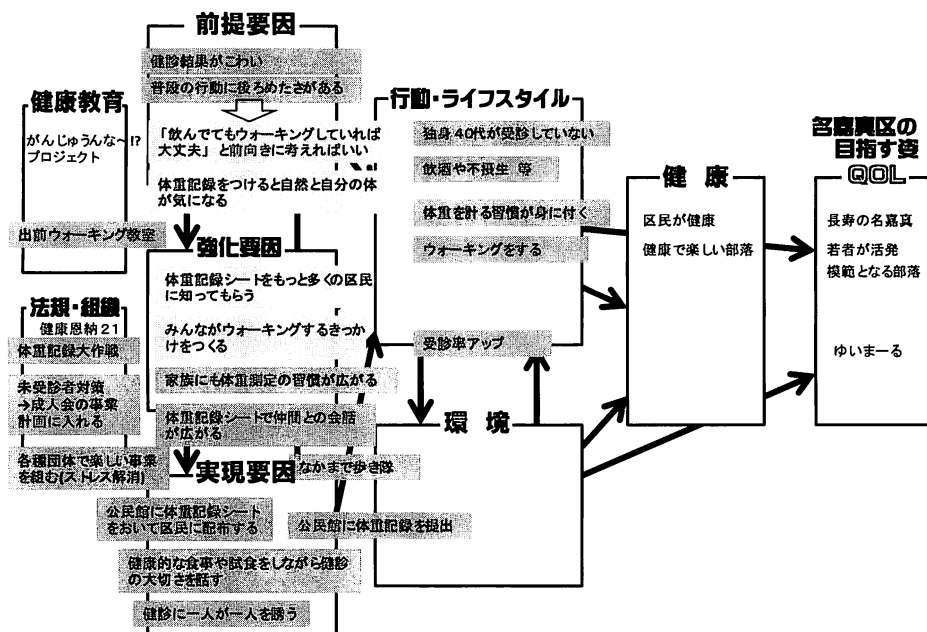 前提要因
健診結果がこわい
普段の行動に後ろめたさがある
「飲んでてもウォーキングしていれば
大丈夫」と前向きに考えればいい
体重記録をつけると自然と自分の体
が気になる
健康教育
がんじゅうんな～!?
プロジェクト
出前ウォーキング教室
強化要因
体重記録シートをもっと多くの区民
に知ってもらう
みんながウォーキングするきっか
けをつくる
家族にも体重測定の習慣が広がる
体重記録シートで仲間との会話
が広がる
法規・組織
健康恩納21
体重記録大作戦
未受診者対策
→成人会の事業
計画に入れる
各種団体で楽しい事業
を組む(ストレス解消)
実現要因
なかまで歩き隊
公民館に体重記録シート
をおいて区民に配布する
公民館に体重記録を提出
健康的な食事や試食をしながら健診
の大切さを話す
健診に一人が一人を誘う
行動・ライフスタイル
独身40代が受診していない
飲酒や不摂生 等
体重を計る習慣が身に付く
ウォーキングをする
受診率アップ
環 境
健 康
区民が健康
健康で楽しい部落
名嘉真区の
目指す姿
QOL
長寿の名嘉真
若者が活発
模範となる部落
ゆいまーる